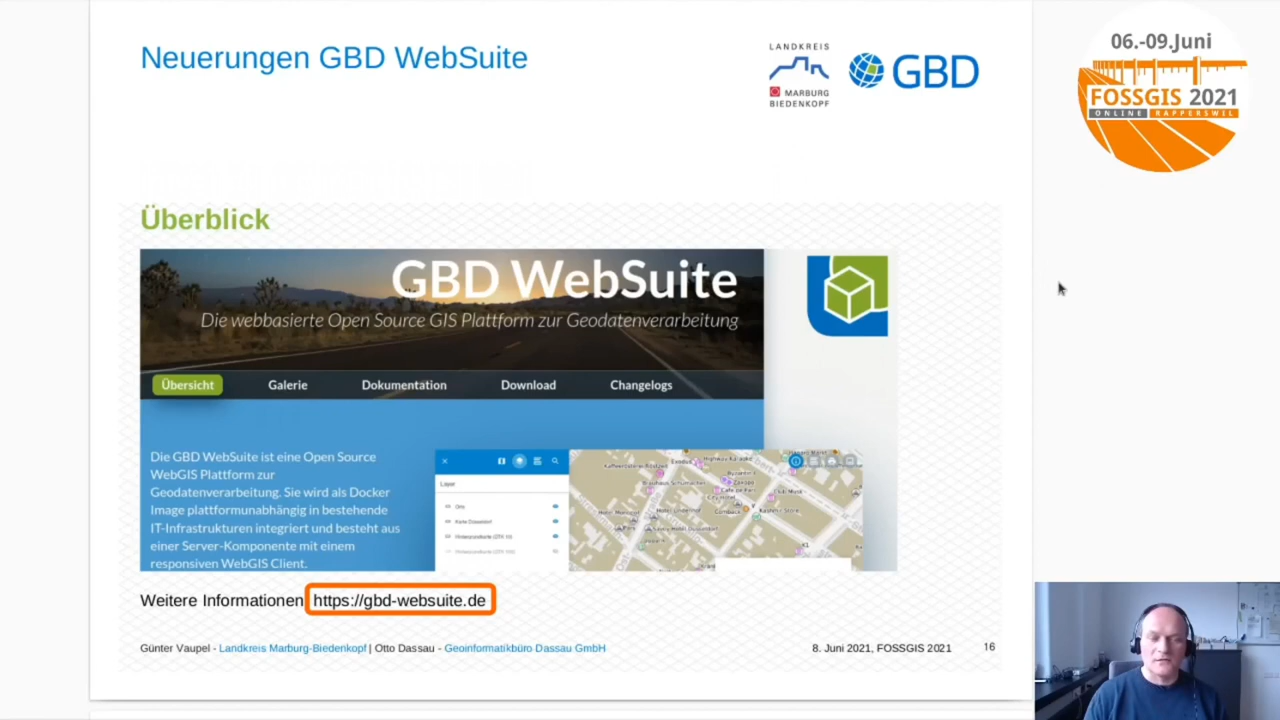 Neuerungen GBD WebSuite
LANDKREIS
MARBURG
BIEDENKOPF
GBD
06.-09.Juni
FOSSGIS 2021
ONLINE RAPPERSWIL
Überblick
GBD WebSuite
Die webbasierte Open Source GIS Plattform zur Geodatenverarbeitung
Übersicht Galerie Dokumentation Download Changelogs
Die GBD WebSuite ist eine Open Source
WebGIS Plattform zur
Geodatenverarbeitung. Sie wird als Docker
Image plattformunabhängig in bestehende
IT-Infrastrukturen integriert und besteht aus
einer Server-Komponente mit einem
responsiven WebGIS Client.
Layer
Weitere Informationen https://gbd-websuite.de
Günter Vaupel - Landkreis Marburg-Biedenkopf | Otto Dassau - Geoinformatikbüro Dassau GmbH
8. Juni 2021, FOSSGIS 2021
16